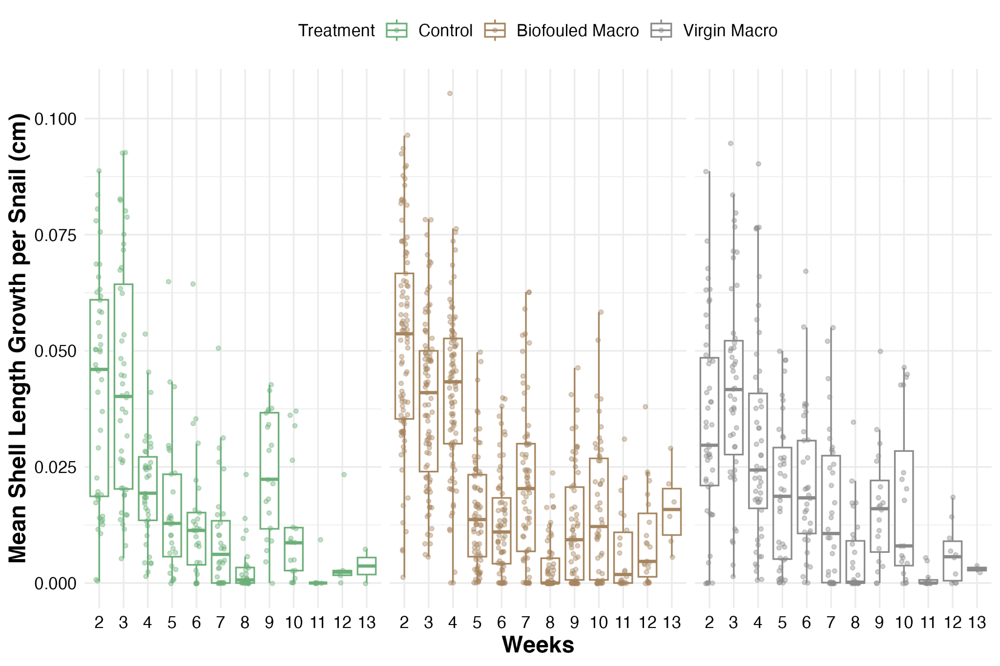 Treatment Control Biofouled Macro Virgin Macro
Mean Shell Length Growth per Snail (cm)
0.100
0.075
0.050
0.025
0.000
2 3 4 5 6 7 8 9 10 11 12 13 2 3 4 5 6 7 8 9 10 11 12 13 2 3 4 5 6 7 8 9 10 11 12 13
Weeks